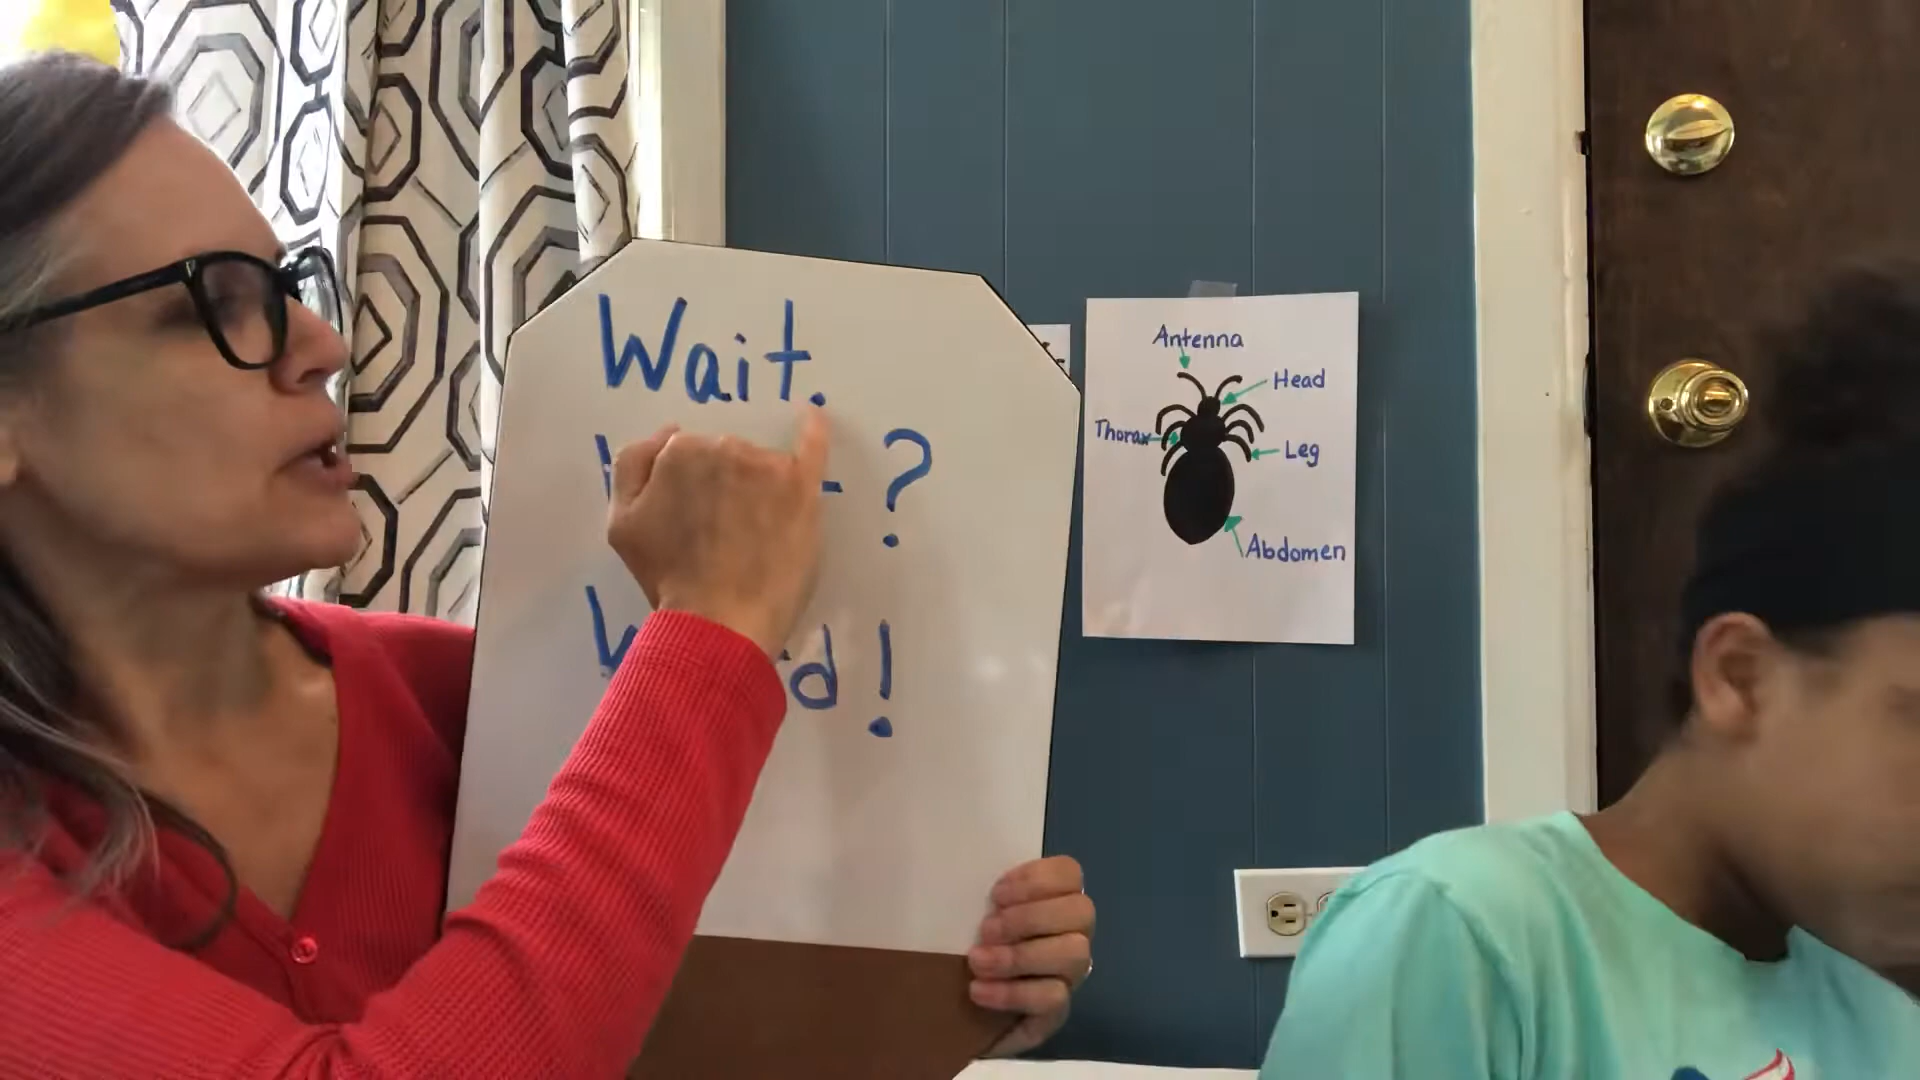 Wait.
?
!
Antenna
Head
Thorax
Leg
Abdomen